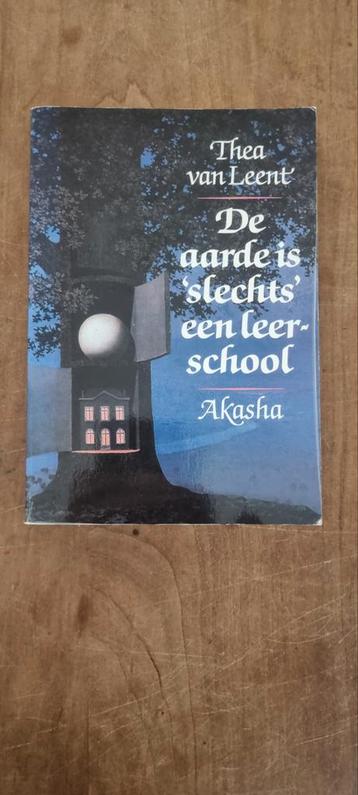 Thea
van Leent
De
aarde is
'slechts'
een leer-
school
Akasha